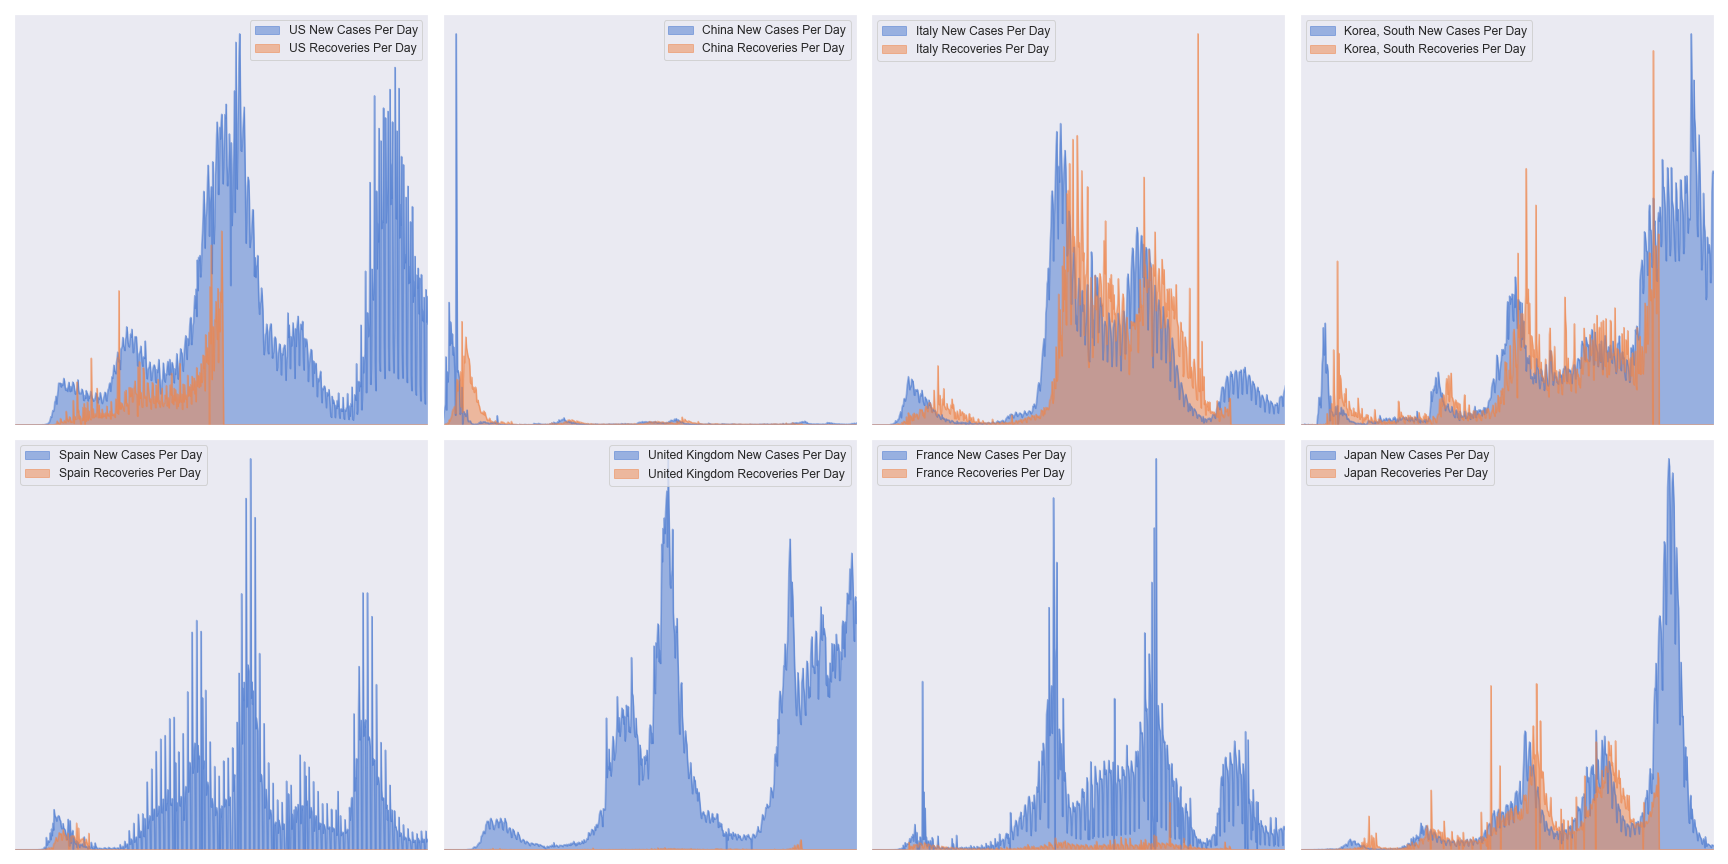 US New Cases Per Day
US Recoveries Per Day
China New Cases Per Day
China Recoveries Per Day
Italy New Cases Per Day
Italy Recoveries Per Day
Korea, South New Cases Per Day
Korea, South Recoveries Per Day
Spain New Cases Per Day
Spain Recoveries Per Day
United Kingdom New Cases Per Day
United Kingdom Recoveries Per Day
France New Cases Per Day
France Recoveries Per Day
Japan New Cases Per Day
Japan Recoveries Per Day